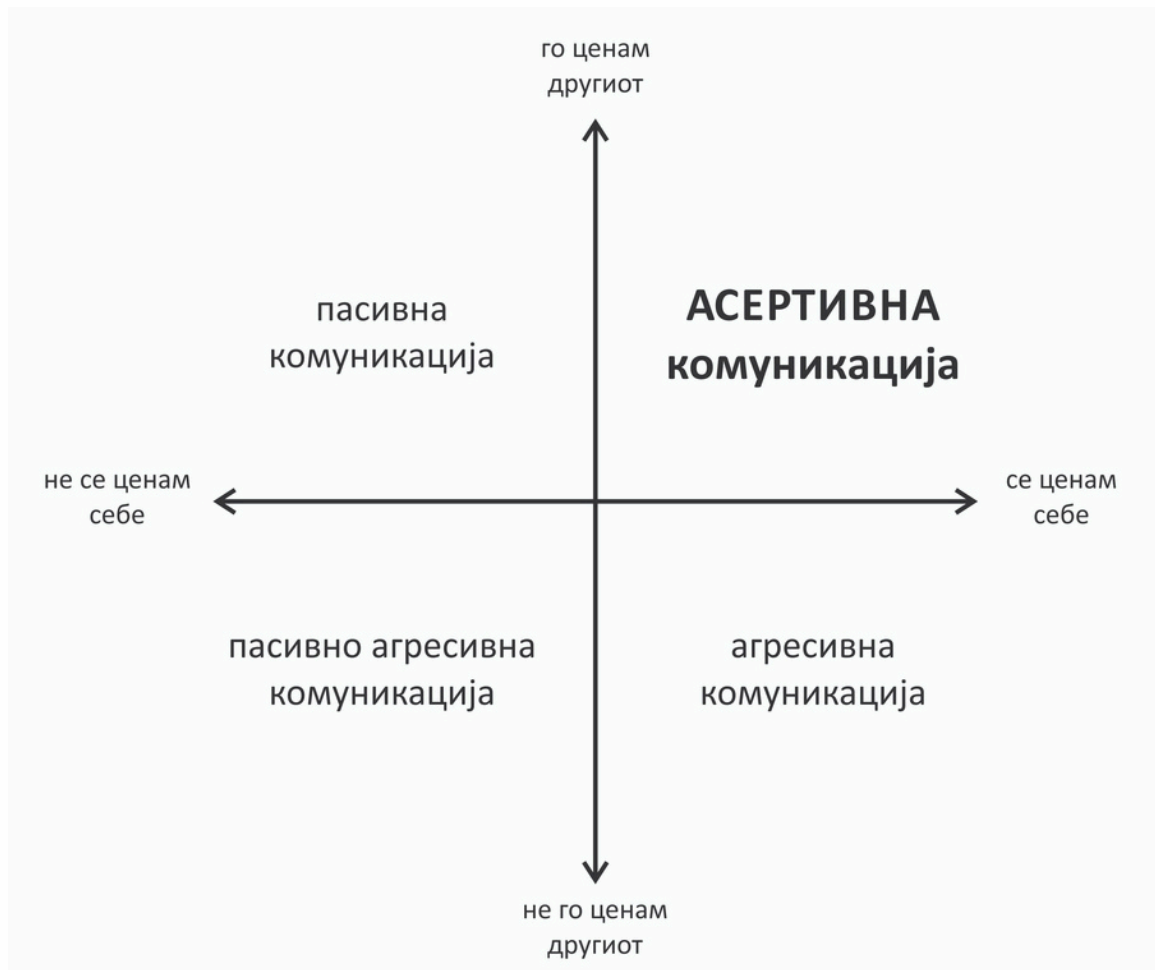 го ценам
другиот
пасивна
комуникација
АСЕРТИВНА
комуникација
не се ценам
себе
се ценам
себе
пасивно агресивна
комуникација
агресивна
комуникација
не го ценам
другиот